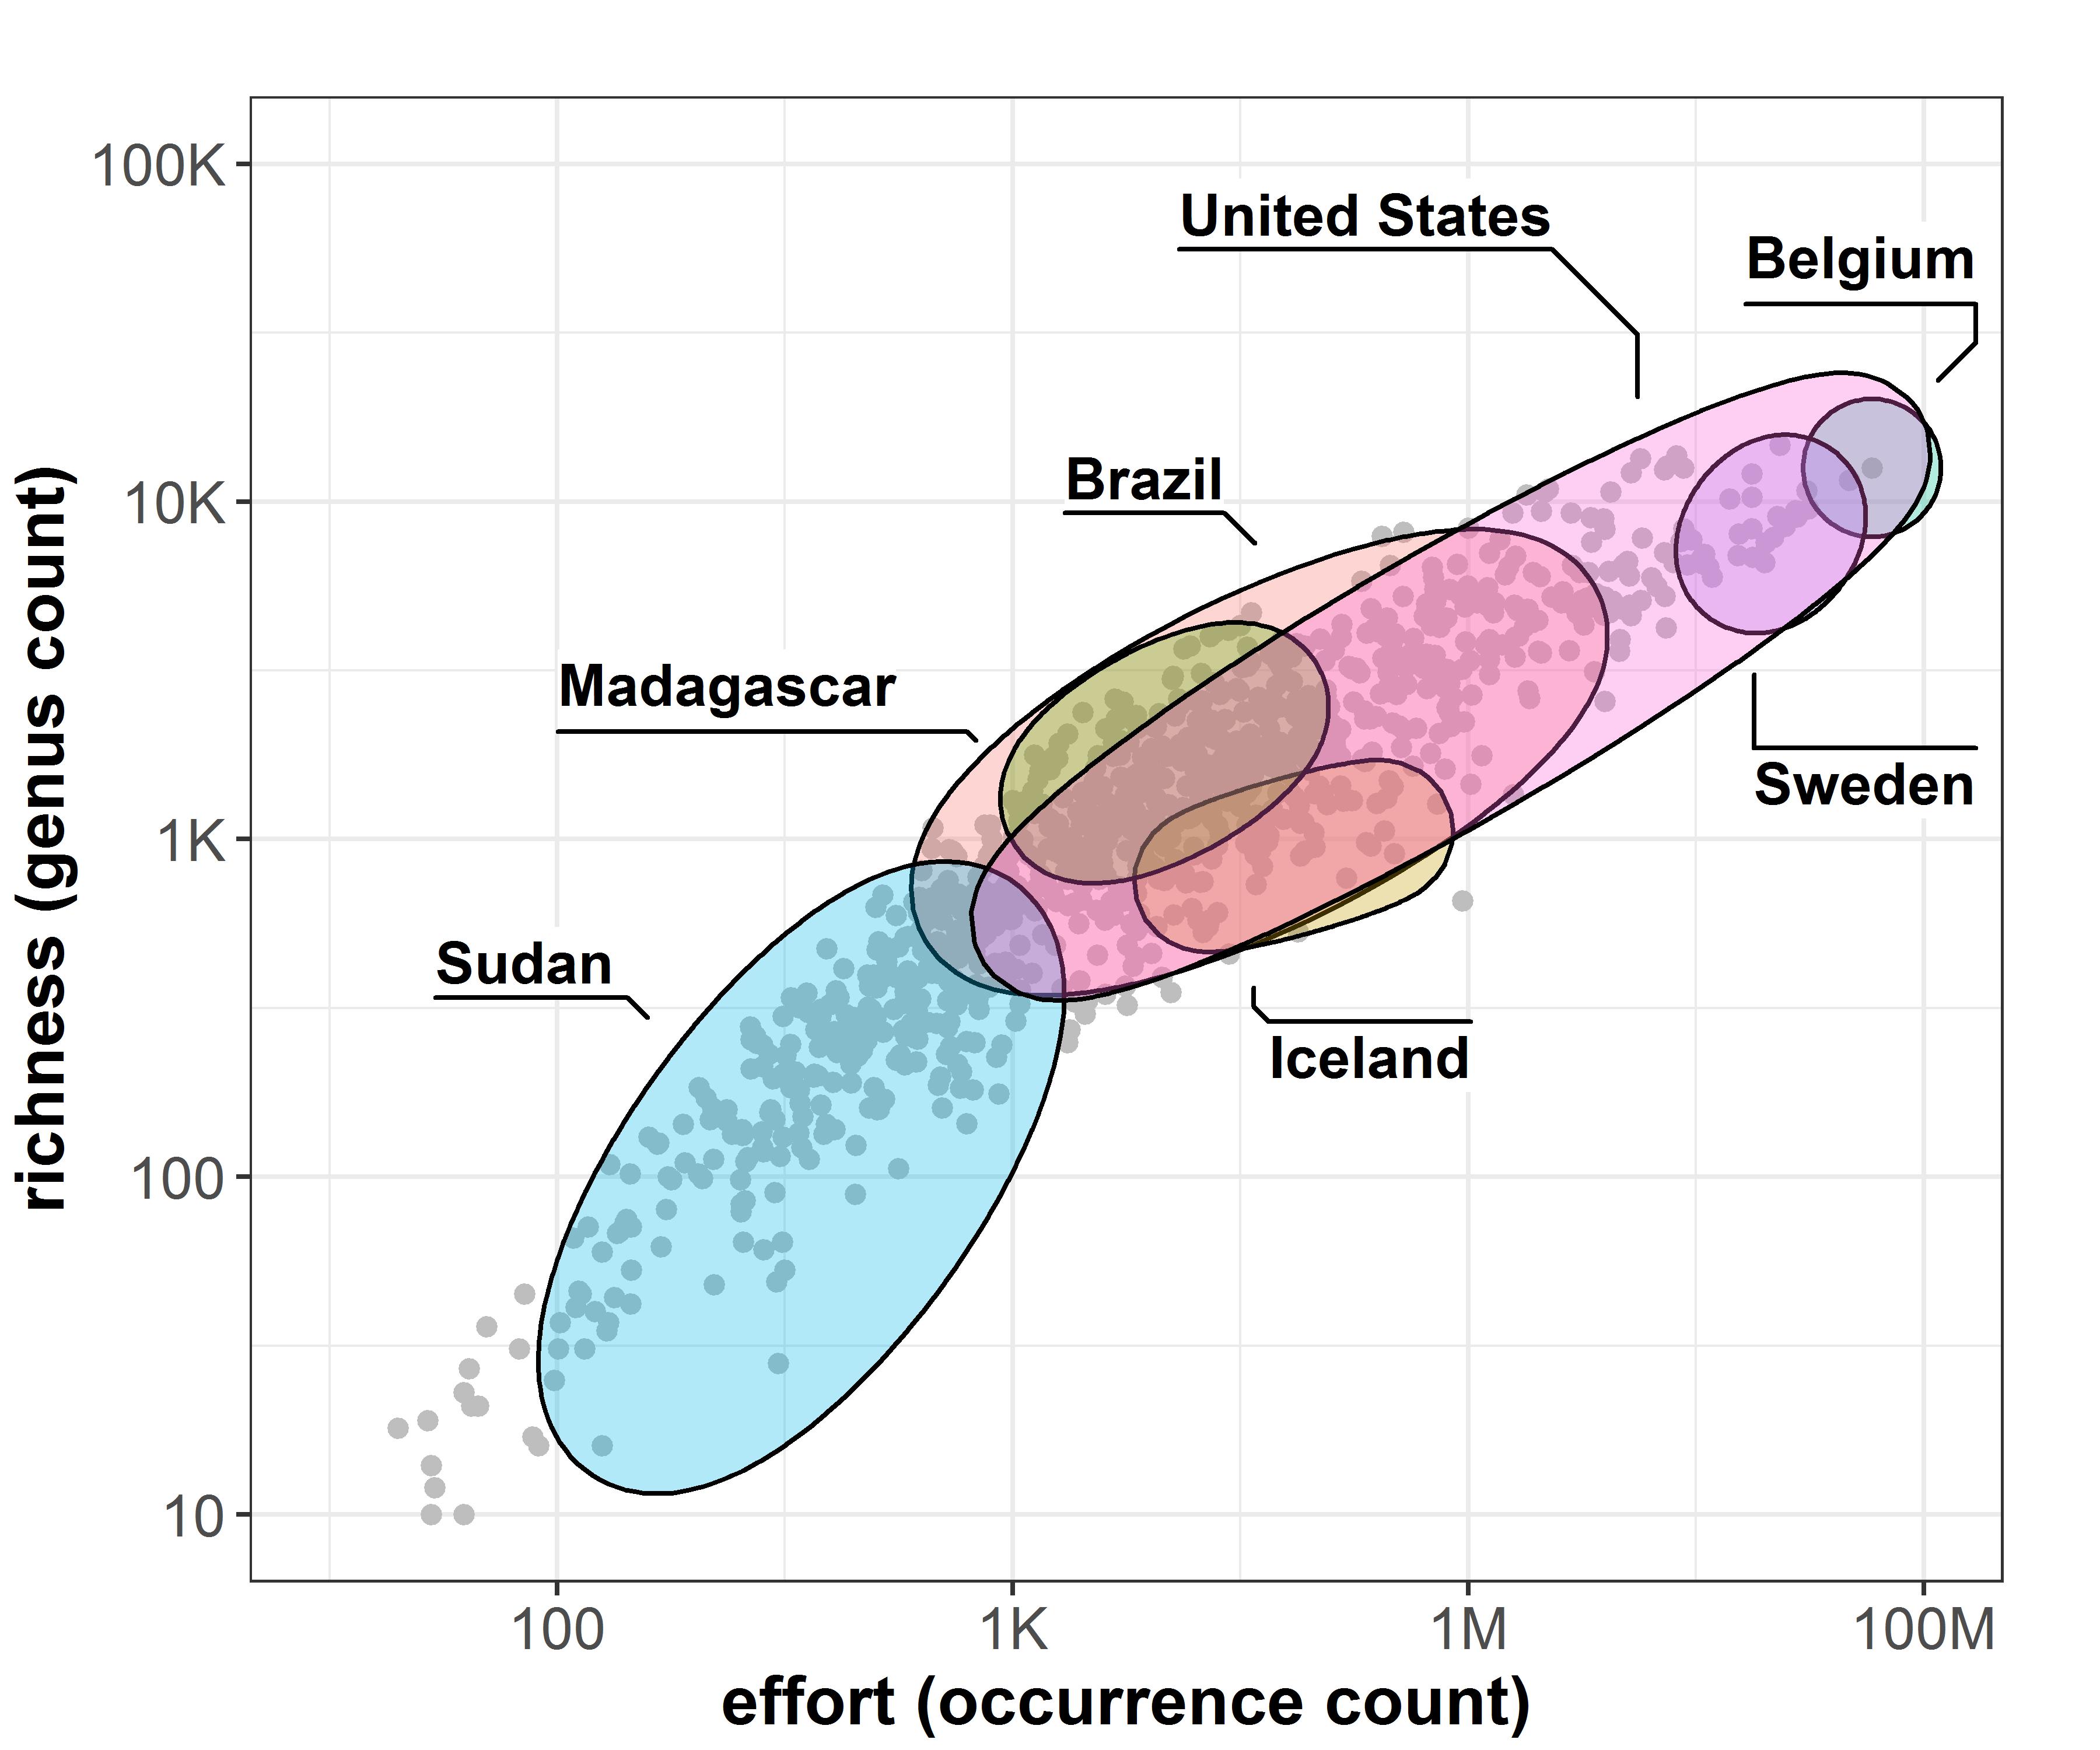 100K
10K
1K
100
10
richness (genus count)
United States
Belgium
Brazil
Madagascar
Sweden
Sudan
Iceland
100
1K
1M
100M
effort (occurrence count)